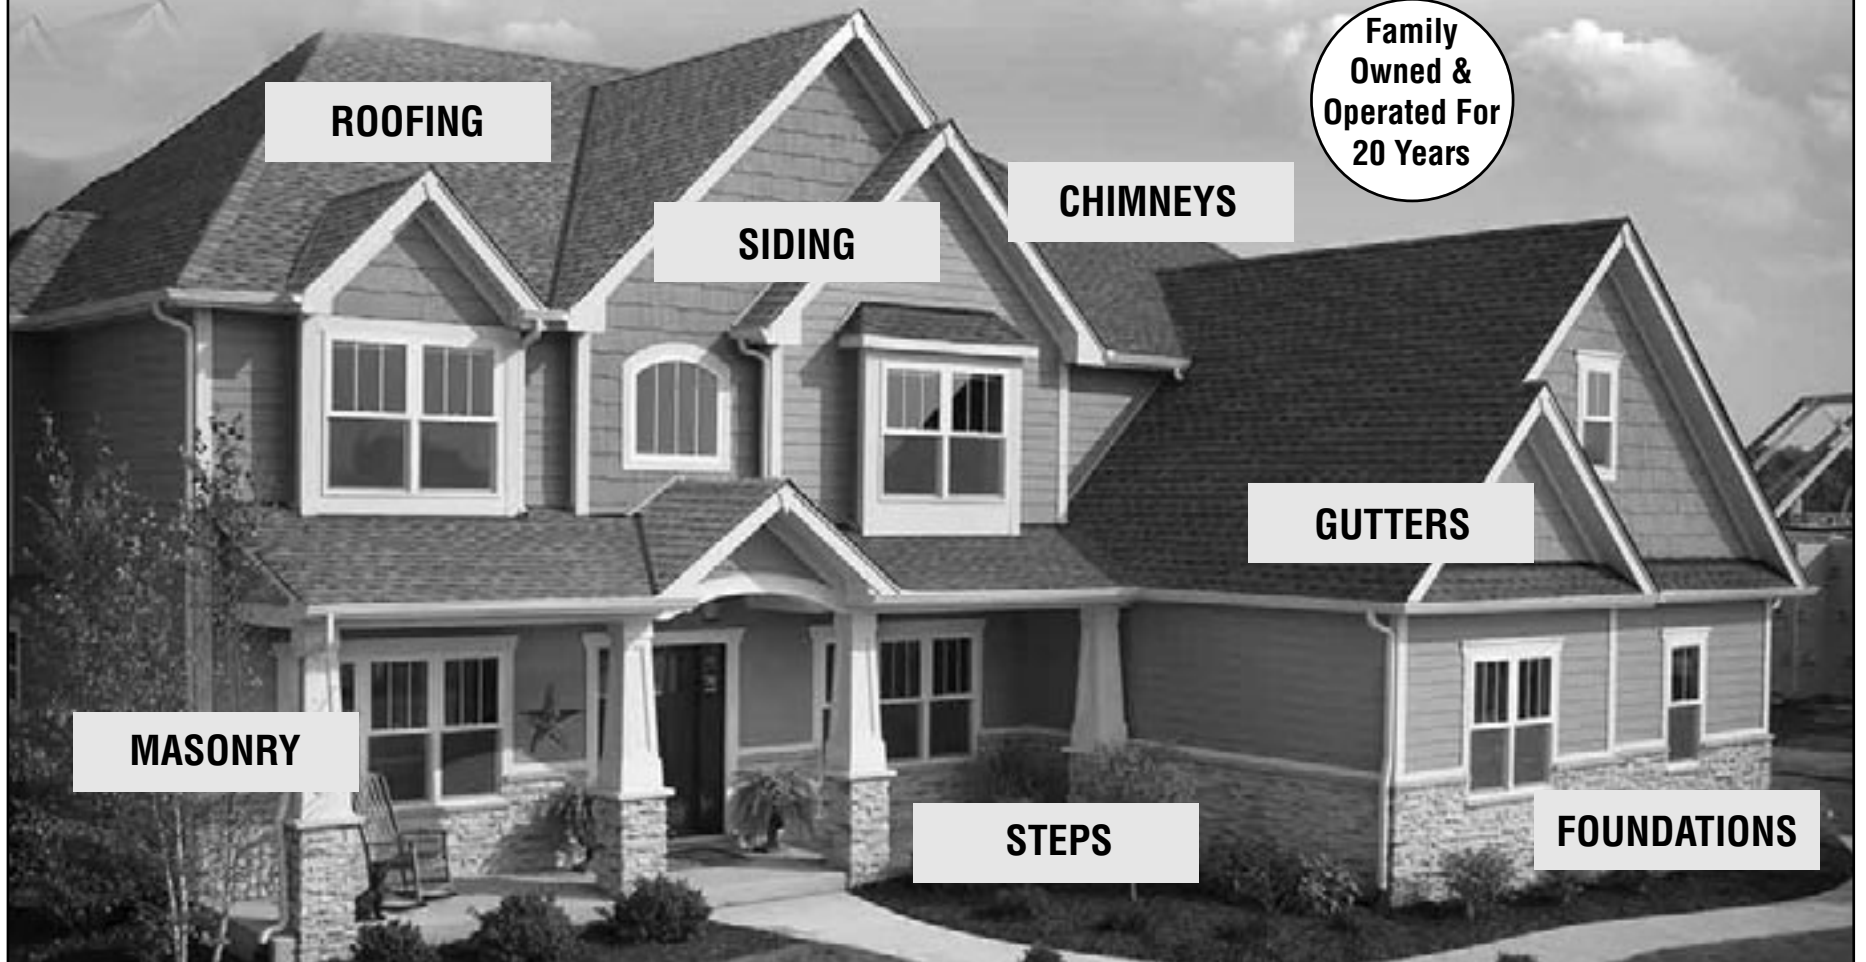 Family
Owned &
Operated For
20 Years
ROOFING
CHIMNEYS
SIDING
GUTTERS
MASONRY
STEPS
FOUNDATIONS